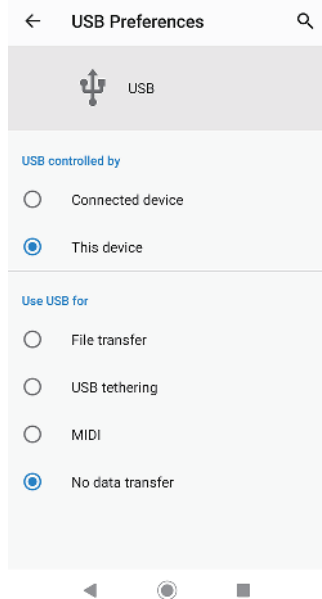 USB Preferences
USB
USB controlled by
Connected device
This device
Use USB for
File transfer
USB tethering
MIDI
No data transfer